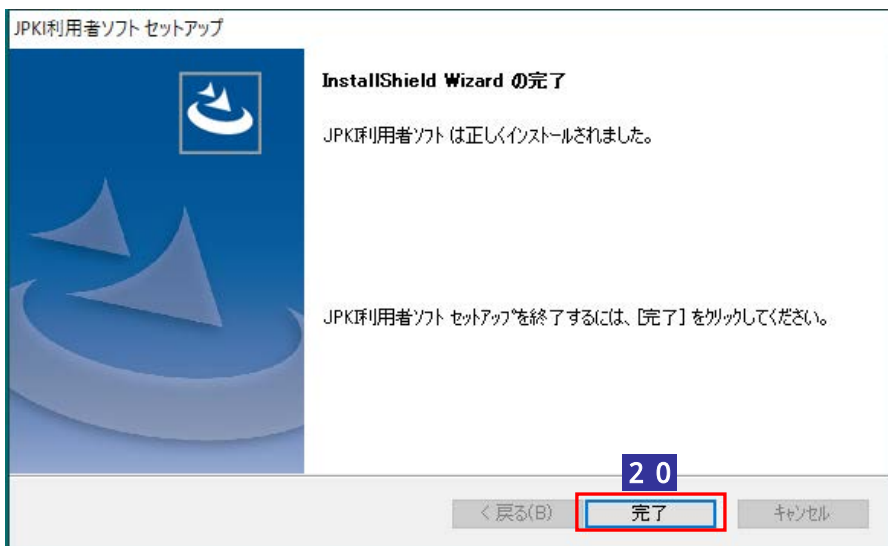 JPKI利用者ソフト セットアップ
InstallShield Wizard の完了
JPKI利用者ソフト は正しくインストールされました。
JPKI利用者ソフト セットアップを終了するには、[完了] をクリックしてください。
２０
< 戻る(B)
完了
キャンセル